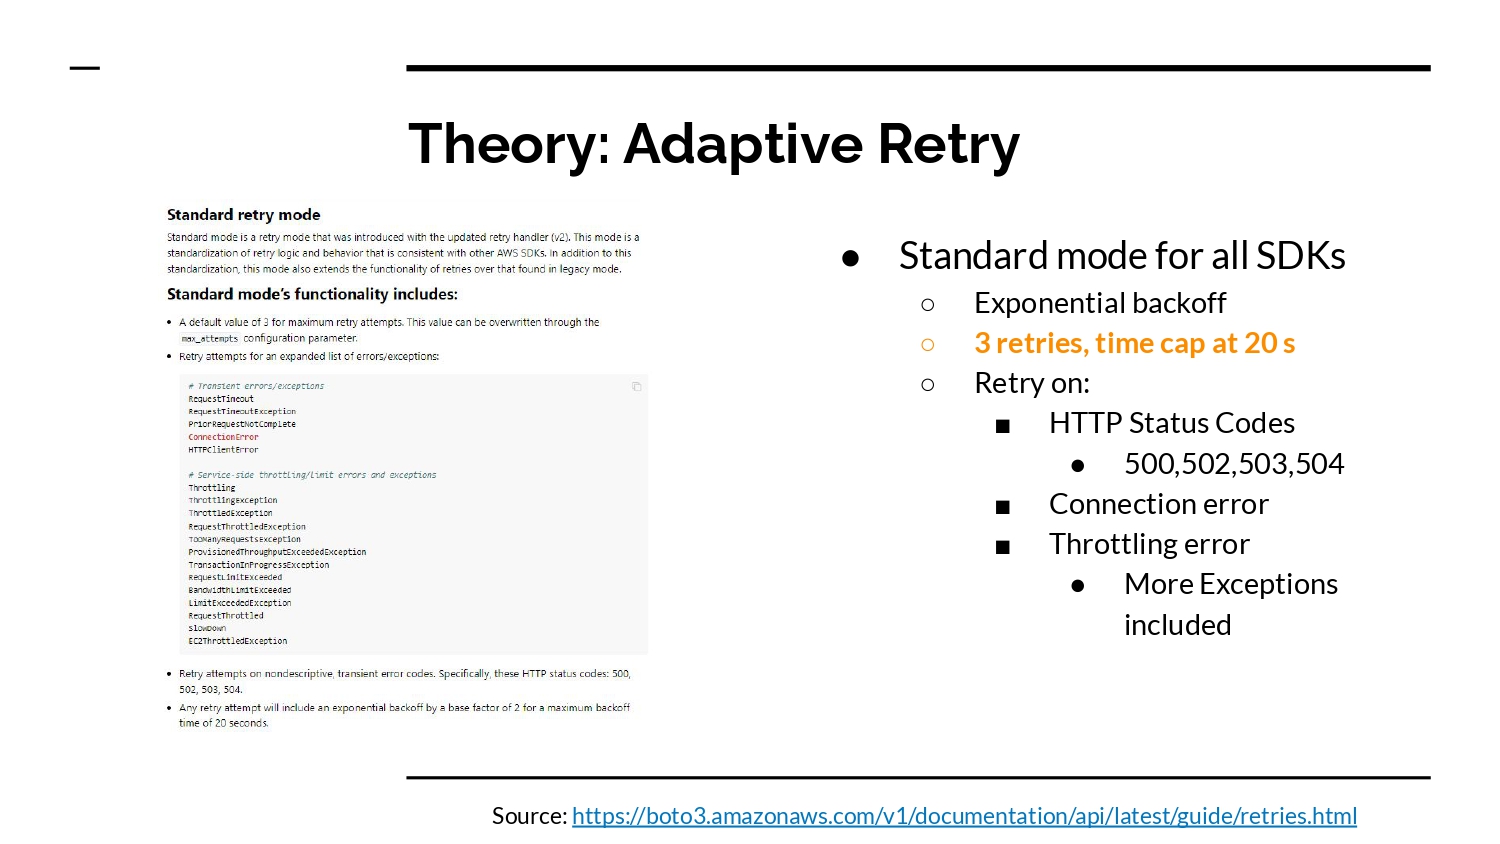 Theory: Adaptive Retry
Standard retry mode
Standard mode is a retry mode that was introduced with the updated retry handler (v2). This mode is a
standardization of retry logic and behavior that is consistent with other AWS SDKs. In addition to this
standardization, this mode also extends the functionality of retries over that found in legacy mode.
Standard mode’s functionality includes:
• A default value of 3 for maximum retry attempts. This value can be overwritten through the
max_attempts configuration parameter.
• Retry attempts for an expanded list of errors/exceptions:
# Transient errors/exceptions
RequestTimeout
RequestTimeoutException
PriorRequestNotComplete
ConnectionError
HTTPClientError
# Service-side throttling/limit errors and exceptions
Throttling
ThrottlingException
ThrottledException
RequestThrottledException
TooManyRequestsException
ProvisionedThroughputExceededException
TransactionInProgressException
RequestLimitExceeded
BandwidthLimitExceeded
LimitExceededException
RequestThrottled
SlowDown
EC2ThrottledException
• Retry attempts on nondescriptive, transient error codes. Specifically, these HTTP status codes: 500,
502, 503, 504.
• Any retry attempt will include an exponential backoff by a base factor of 2 for a maximum backoff
time of 20 seconds.
● Standard mode for all SDKs
○ Exponential backoff
○ 3 retries, time cap at 20 s
○ Retry on:
■ HTTP Status Codes
● 500,502,503,504
■ Connection error
■ Throttling error
● More Exceptions
included
Source: https://boto3.amazonaws.com/v1/documentation/api/latest/guide/retries.html